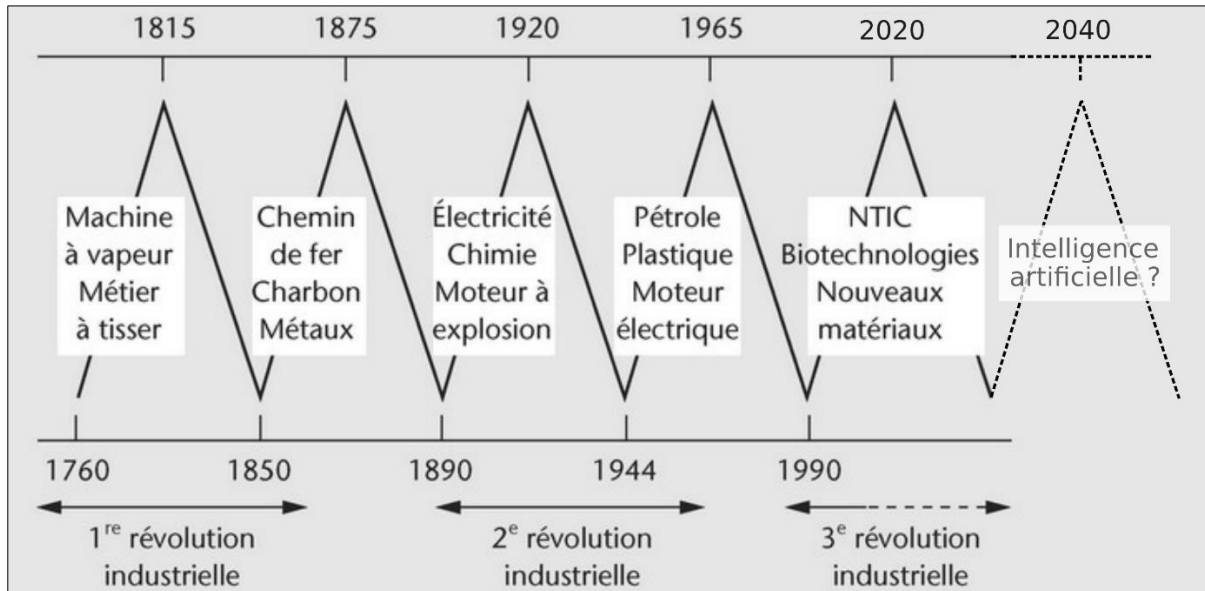 1815 1875 1920 1965 2020 2040
Machine
à vapeur
Métier
à tisser
Chemin
de fer
Charbon
Métaux
Électricité
Chimie
Moteur à
explosion
Pétrole
Plastique
Moteur
électrique
NTIC
Biotechnologies
Nouveaux
matériaux
Intelligence
artificielle ?
1760 1850 1890 1944 1990
1re révolution
industrielle
2e révolution
industrielle
3e révolution
industrielle